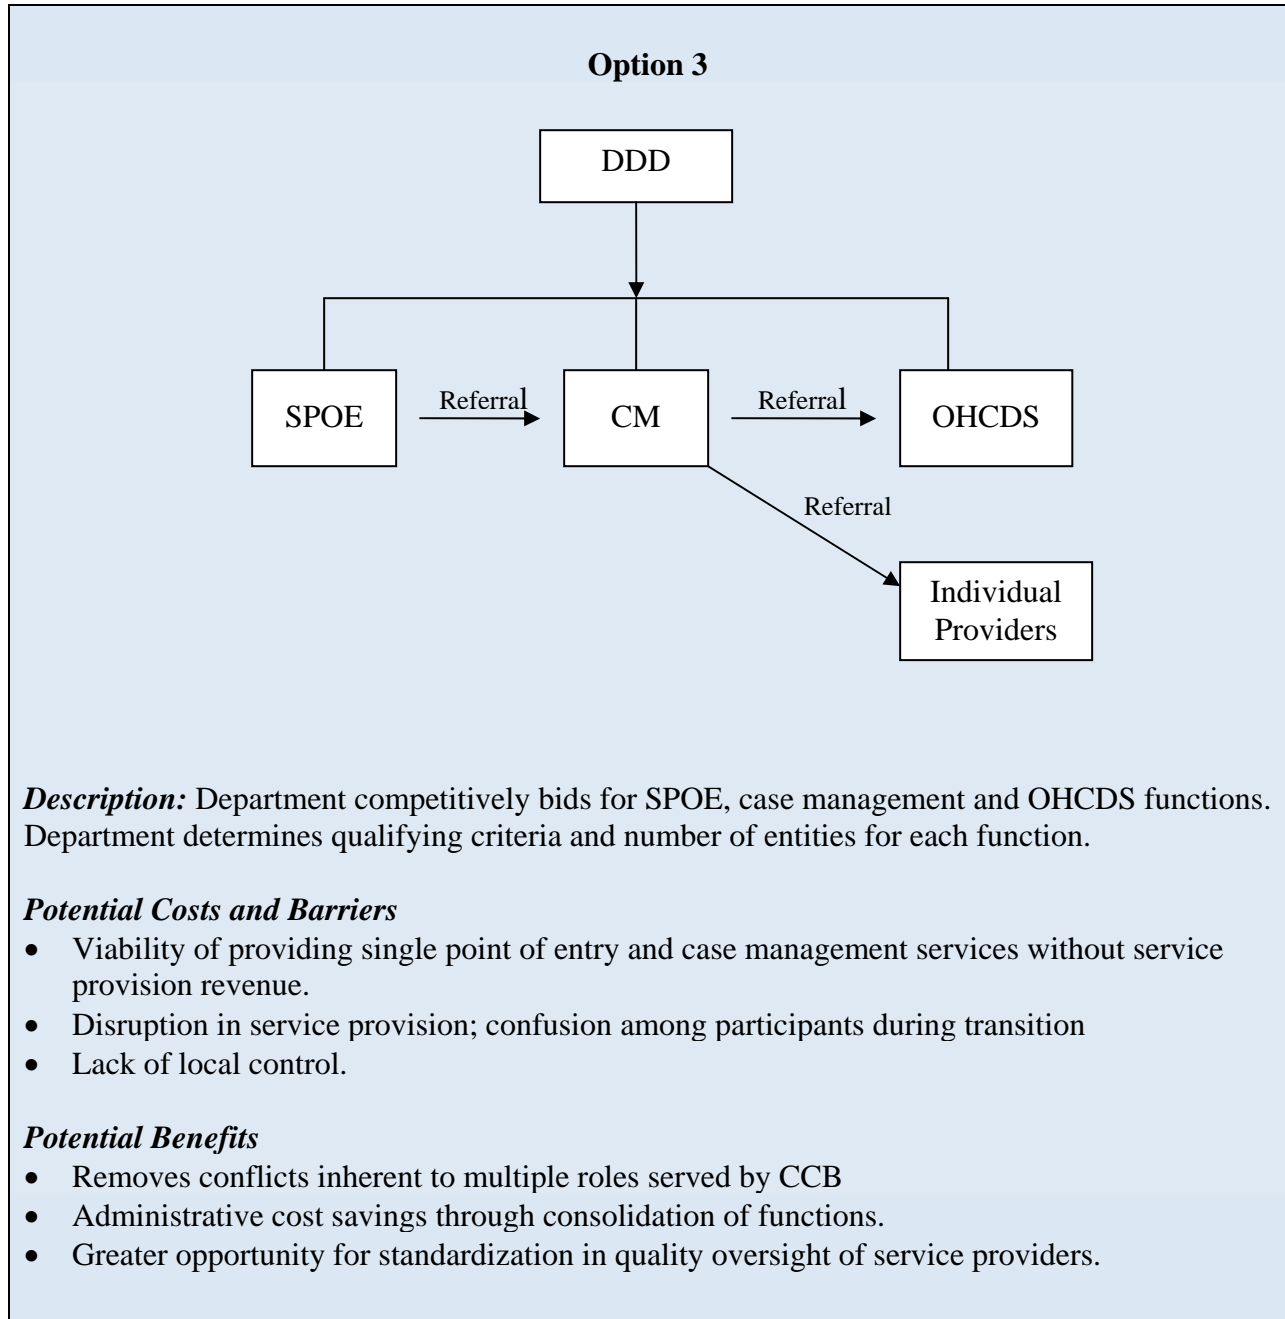 Option 3
DDD
SPOE
Referral
CM
Referral
OHCDS
Referral
Individual
Providers
Description: Department competitively bids for SPOE, case management and OHCDS functions.
Department determines qualifying criteria and number of entities for each function.
Potential Costs and Barriers
• Viability of providing single point of entry and case management services without service
provision revenue.
• Disruption in service provision; confusion among participants during transition
• Lack of local control.
Potential Benefits
• Removes conflicts inherent to multiple roles served by CCB
• Administrative cost savings through consolidation of functions.
• Greater opportunity for standardization in quality oversight of service providers.